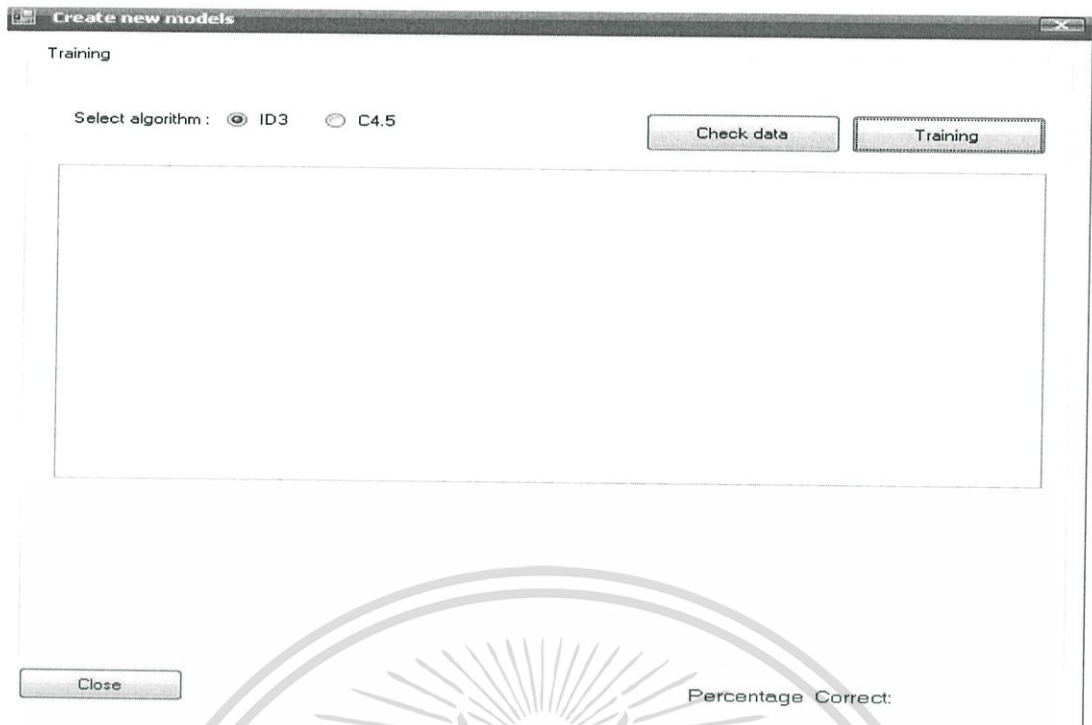 Create new models
Training
Select algorithm : ID3 C4.5 Check data Training
Close
Percentage Correct: